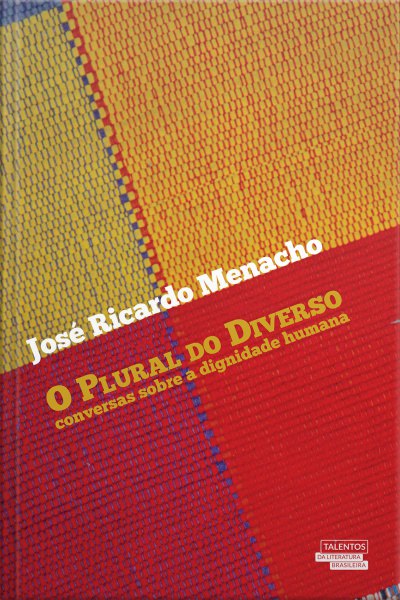 José Ricardo Menacho
O PLURAL DO DIVERSO
conversas sobre a dignidade humana
TALENTOS
DA LITERATURA
BRASILEIRA